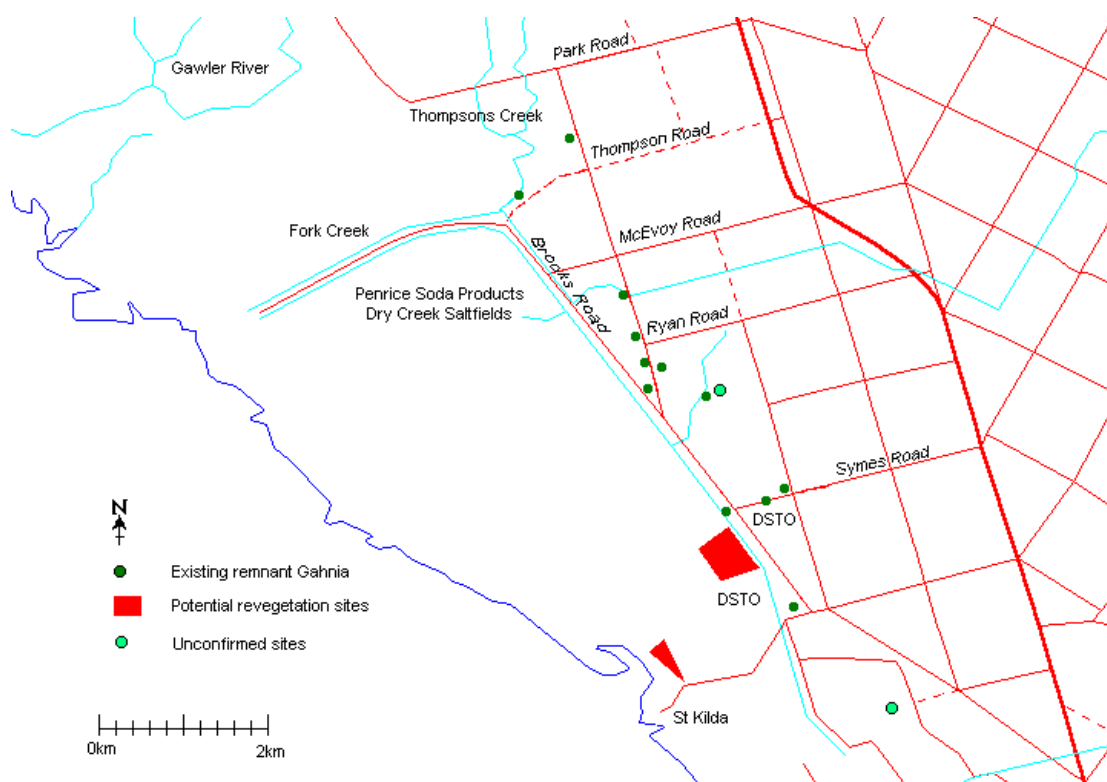 Park Road
Gawler River
Thompsons Creek
Thompson Road
McEvoy Road
Fork Creek
Brooks Road
Penrice Soda Products
Dry Creek Saltfields
Ryan Road
Symes Road
N
DSTO
Existing remnant Gahnia
DSTO
Potential revegetation sites
Unconfirmed sites
St Kilda
0km
2km